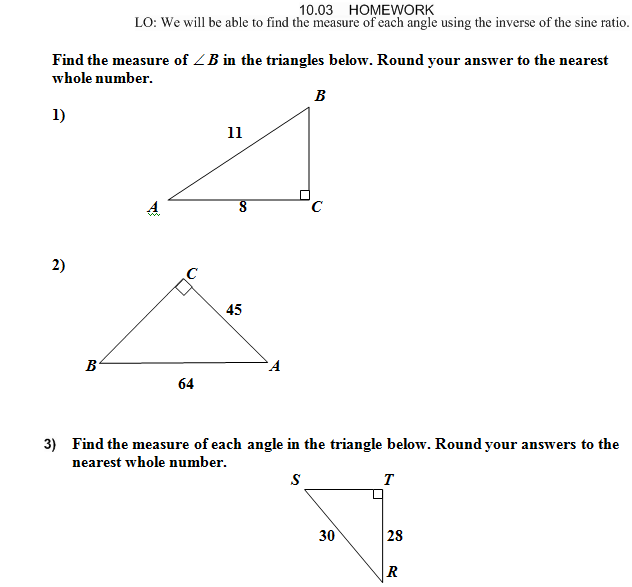 10.03 HOMEWORK
LO: We will be able to find the measure of each angle using the inverse of the sine ratio.
Find the measure of ∠B in the triangles below. Round your answer to the nearest
whole number.
B
1)
11
A
8
C
2)
C
45
B
A
64
3) Find the measure of each angle in the triangle below. Round your answers to the
nearest whole number.
S
T
30
28
R